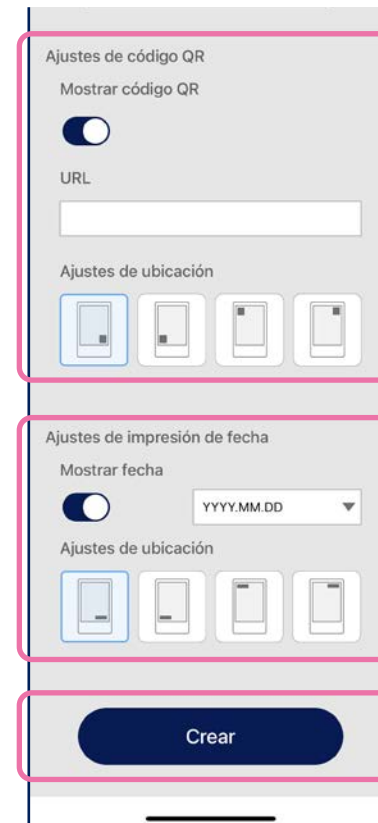 Ajustes de código QR
Mostrar código QR
URL
Ajustes de ubicación
Ajustes de impresión de fecha
Mostrar fecha
YYYY.MM.DD
Ajustes de ubicación
Crear